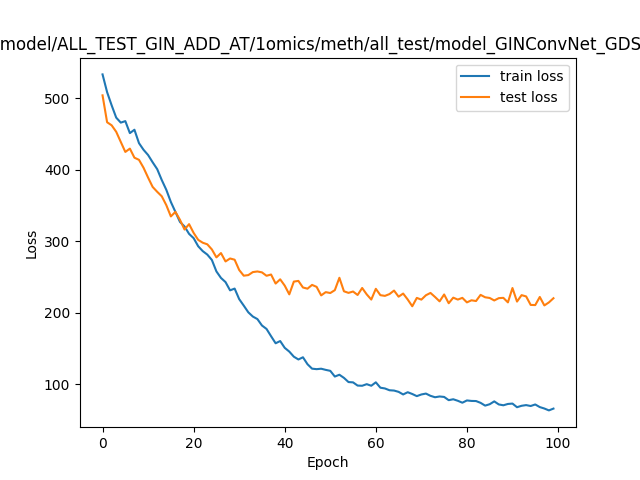 model/ALL_TEST_GIN_ADD_AT/1omics/meth/all_test/model_GINConvNet_GDS
train loss
test loss
500
400
300
200
100
Loss
0
20
40
60
80
100
Epoch